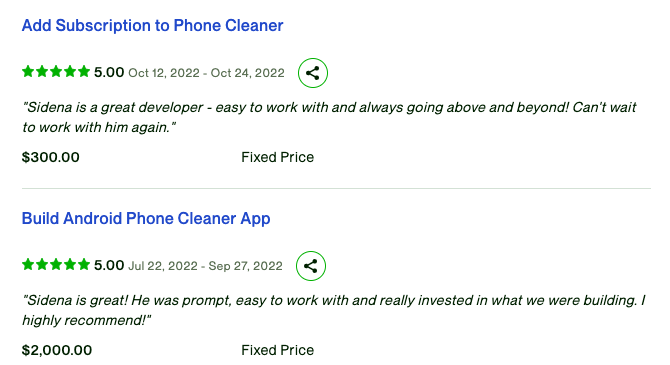 Add Subscription to Phone Cleaner
5.00 Oct 12, 2022 - Oct 24, 2022
"Sidena is a great developer - easy to work with and always going above and beyond! Can't wait
to work with him again."
$300.00 Fixed Price
Build Android Phone Cleaner App
5.00 Jul 22, 2022 - Sep 27, 2022
"Sidena is great! He was prompt, easy to work with and really invested in what we were building. I
highly recommend!"
$2,000.00 Fixed Price